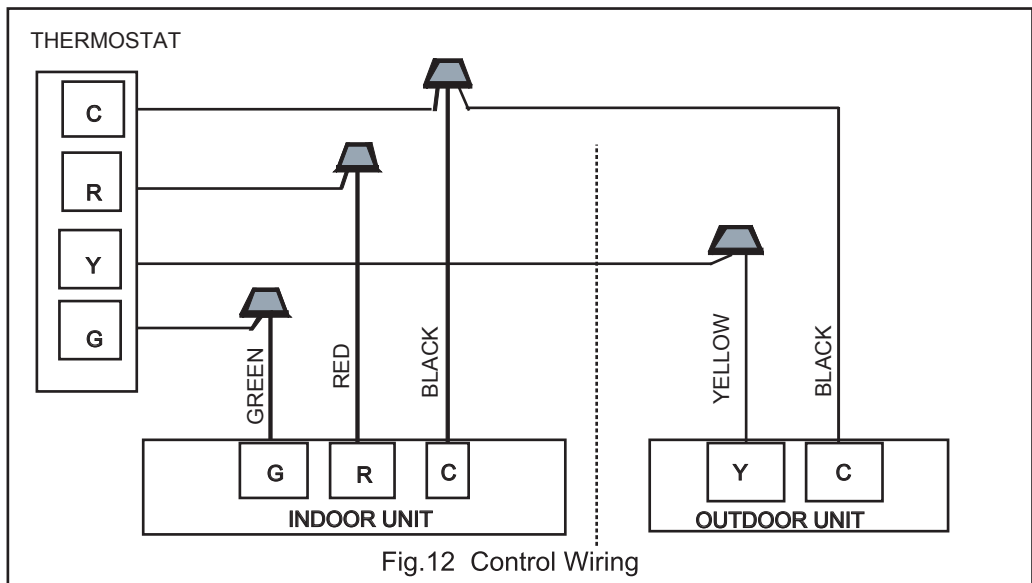 THERMOSTAT
C
R
Y
G
GREEN
RED
BLACK
YELLOW
BLACK
G R C
INDOOR UNIT
Y C
OUTDOOR UNIT
Fig.12 Control Wiring